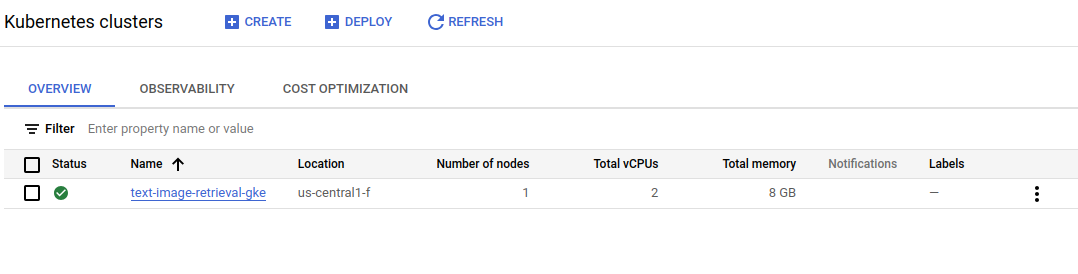 Kubernetes clusters CREATE DEPLOY REFRESH
OVERVIEW OBSERVABILITY COST OPTIMIZATION
Filter Enter property name or value
Status Name Location Number of nodes Total vCPUs Total memory Notifications Labels
text-image-retrieval-gke us-central1-f 1 2 8 GB —